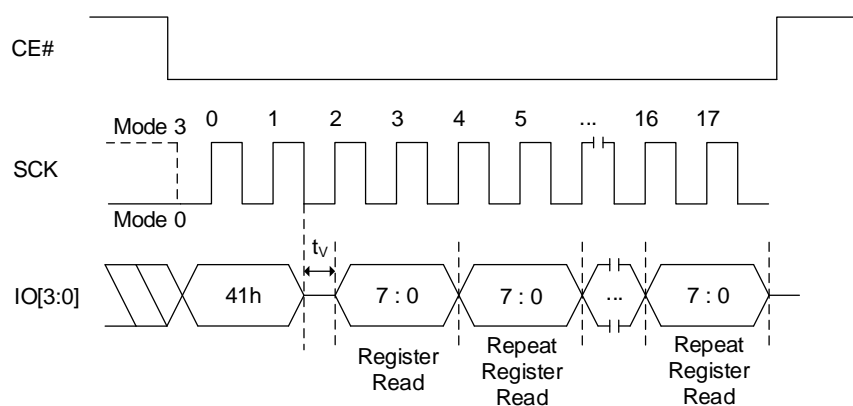 CE#
Mode 3
0 1 2 3 4 5 ... 16 17
SCK
Mode 0
tV
IO[3:0]
41h
7 : 0
7 : 0
...
7 : 0
Register
Read
Repeat
Register
Read
Repeat
Register
Read